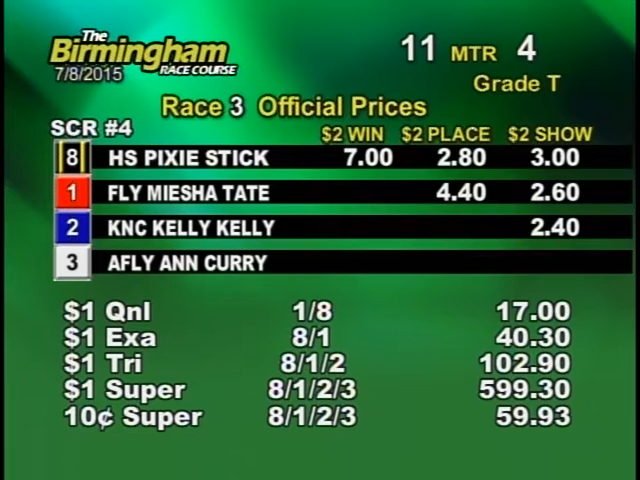 The
Birmingham
RACE COURSE
7/8/2015
11 MTR 4
Grade T
Race 3 Official Prices
SCR #4
$2 WIN $2 PLACE $2 SHOW
8 HS PIXIE STICK 7.00 2.80 3.00
1 FLY MIESHA TATE 4.40 2.60
2 KNC KELLY KELLY 2.40
3 AFLY ANN CURRY
$1 Qnl 1/8 17.00
$1 Exa 8/1 40.30
$1 Tri 8/1/2 102.90
$1 Super 8/1/2/3 599.30
10¢ Super 8/1/2/3 59.93